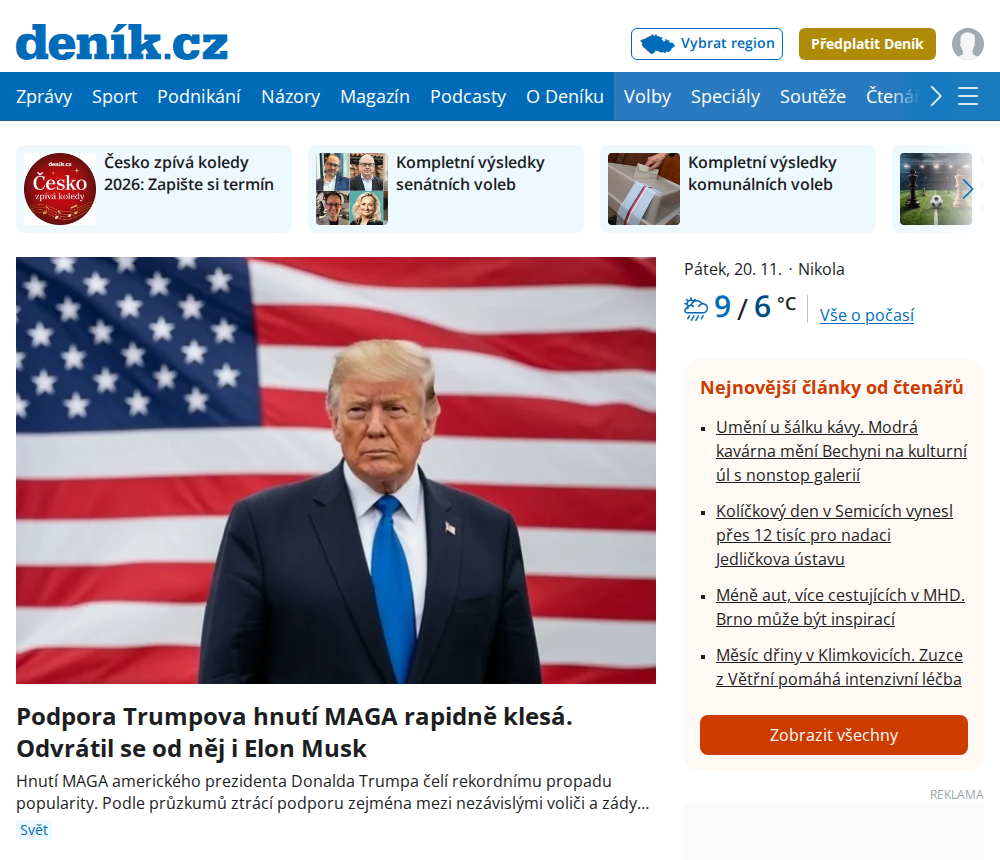 deník.cz
Vybrat region
Předplatit Deník
Zprávy Sport Podnikání Názory Magazín Podcasty O Deníku Volby Speciály Soutěže Čtenář
deník.cz
Česko
zpívá koledy
Česko zpívá koledy
2026: Zapište si termín
Kompletní výsledky
senátních voleb
Kompletní výsledky
komunálních voleb
Pátek, 20. 11. · Nikola
9 / 6 °C
Vše o počasí
Nejnovější články od čtenářů
Umění u šálku kávy. Modrá
kavárna mění Bechyni na kulturní
úl s nonstop galerií
Kolíčkový den v Semicích vynesl
přes 12 tisíc pro nadaci
Jedličkova ústavu
Méně aut, více cestujících v MHD.
Brno může být inspirací
Měsíc dřiny v Klimkovicích. Zuzce
z Větřní pomáhá intenzivní léčba
Zobrazit všechny
Podpora Trumpova hnutí MAGA rapidně klesá.
Odvrátil se od něj i Elon Musk
Hnutí MAGA amerického prezidenta Donalda Trumpa čelí rekordnímu propadu
popularity. Podle průzkumů ztrácí podporu zejména mezi nezávislými voliči a zády...
Svět
REKLAMA